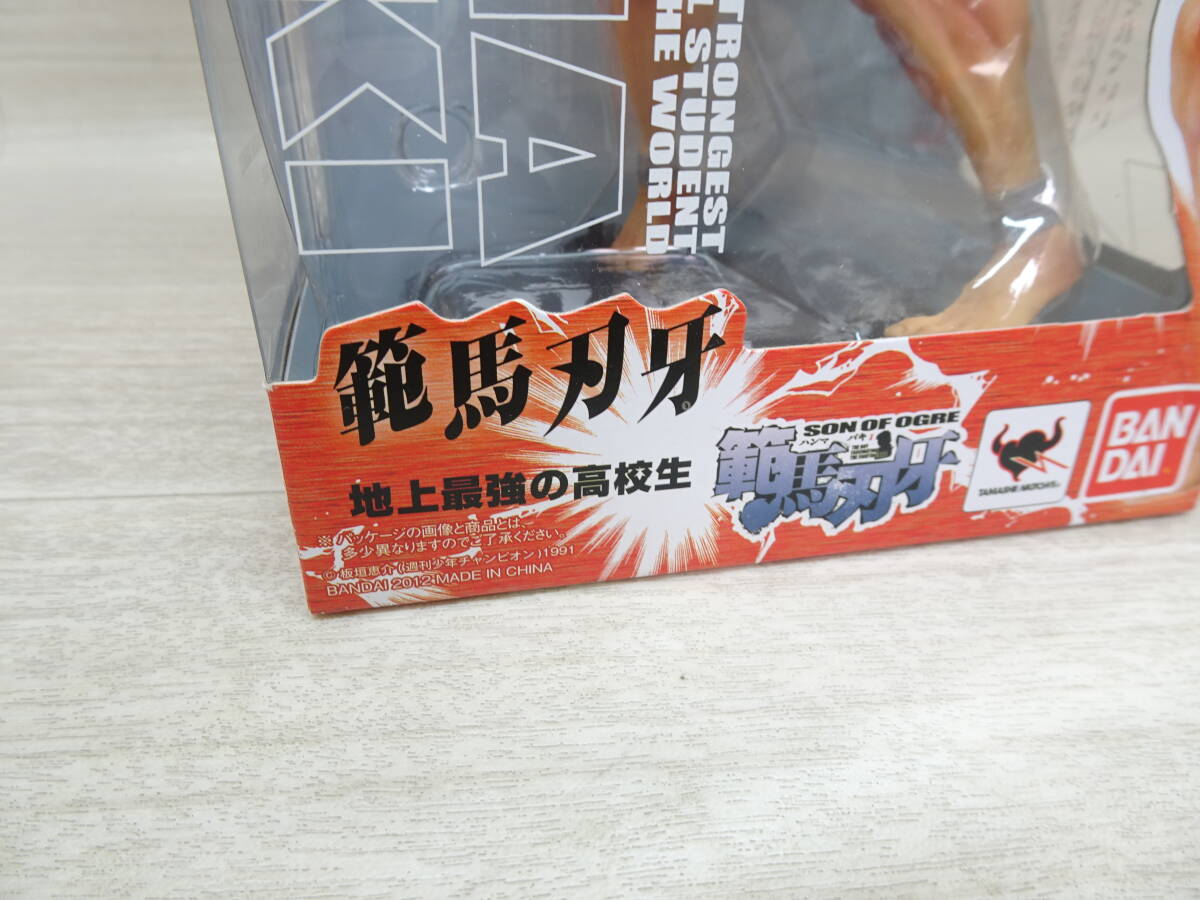 TRONGEST
L STUDENT
HE WORLD
範馬刃牙
地上最強の高校生
※パッケージの画像と商品とは、
多少異なりますのでご了承ください。
© 板垣恵介(週刊少年チャンピオン)1991
BANDAI 2012 MADE IN CHINA
SON OF OGRE
ハンマ バキ
範馬刃牙
TAMASHII NATIONS
BAN
DAI